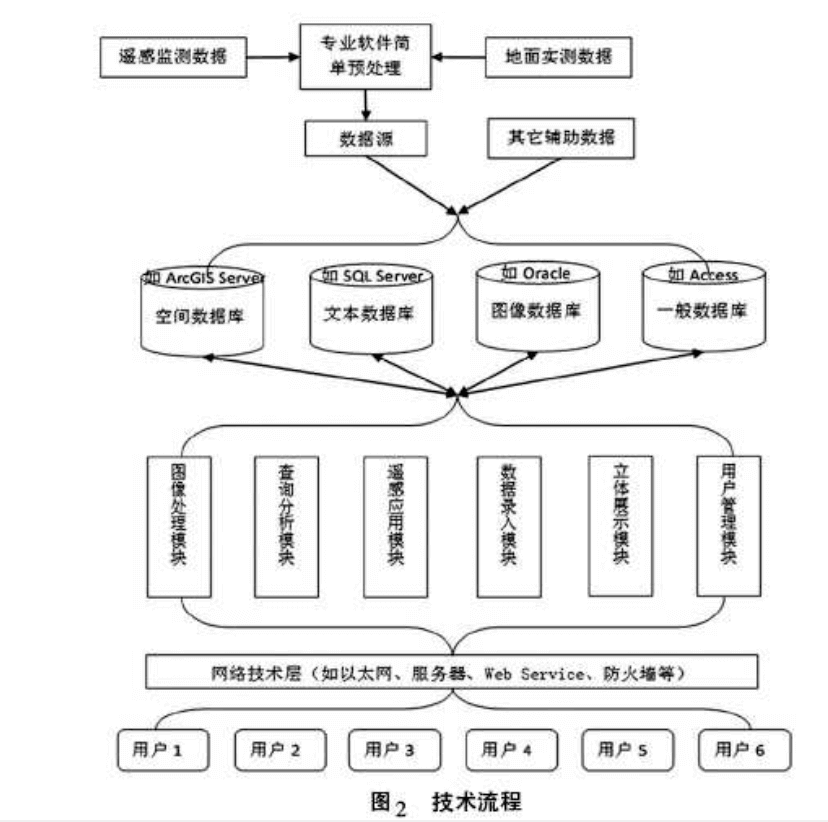 遥感监测数据
专业软件简
单预处理
地面实测数据
数据源
其它辅助数据
如 ArcGIS Server
空间数据库
如 SQL Server
文本数据库
如 Oracle
图像数据库
如 Access
一般数据库
图像处理模块
查询分析模块
遥感应用模块
数据录入模块
立体展示模块
用户管理模块
网络技术层（如以太网、服务器、Web Service、防火墙等）
用户 1
用户 2
用户 3
用户 4
用户 5
用户 6
图2 技术流程